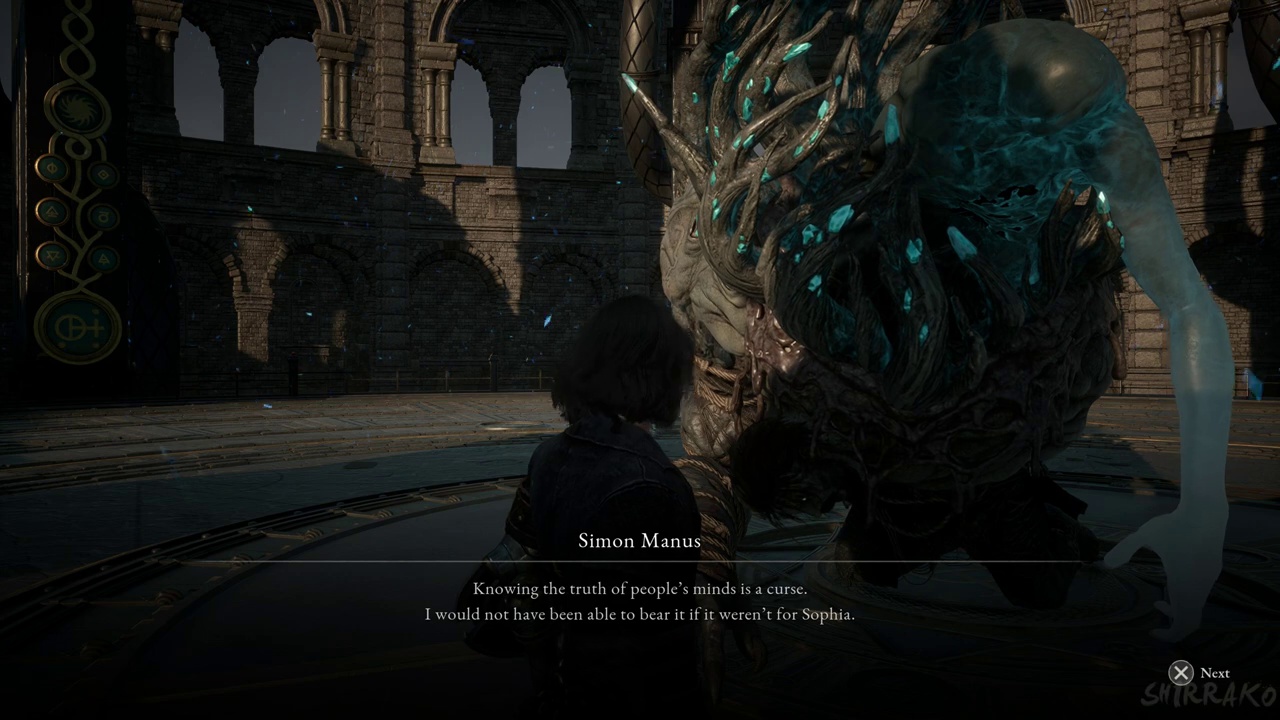 Simon Manus
Knowing the truth of people's minds is a curse.
I would not have been able to bear it if it weren't for Sophia.
Next
SHIRRAKO